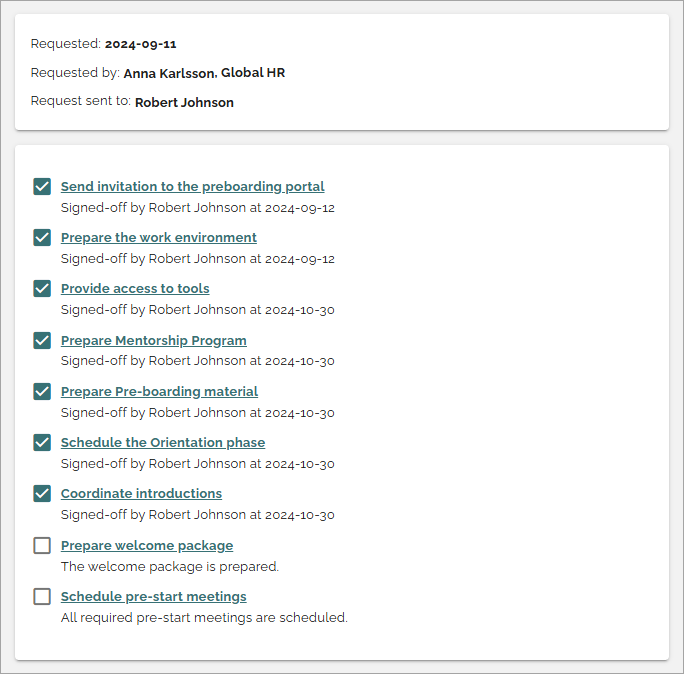 Requested: 2024-09-11
Requested by: Anna Karlsson, Global HR
Request sent to: Robert Johnson
Send invitation to the preboarding portal
Signed-off by Robert Johnson at 2024-09-12
Prepare the work environment
Signed-off by Robert Johnson at 2024-09-12
Provide access to tools
Signed-off by Robert Johnson at 2024-10-30
Prepare Mentorship Program
Signed-off by Robert Johnson at 2024-10-30
Prepare Pre-boarding material
Signed-off by Robert Johnson at 2024-10-30
Schedule the Orientation phase
Signed-off by Robert Johnson at 2024-10-30
Coordinate introductions
Signed-off by Robert Johnson at 2024-10-30
Prepare welcome package
The welcome package is prepared.
Schedule pre-start meetings
All required pre-start meetings are scheduled.